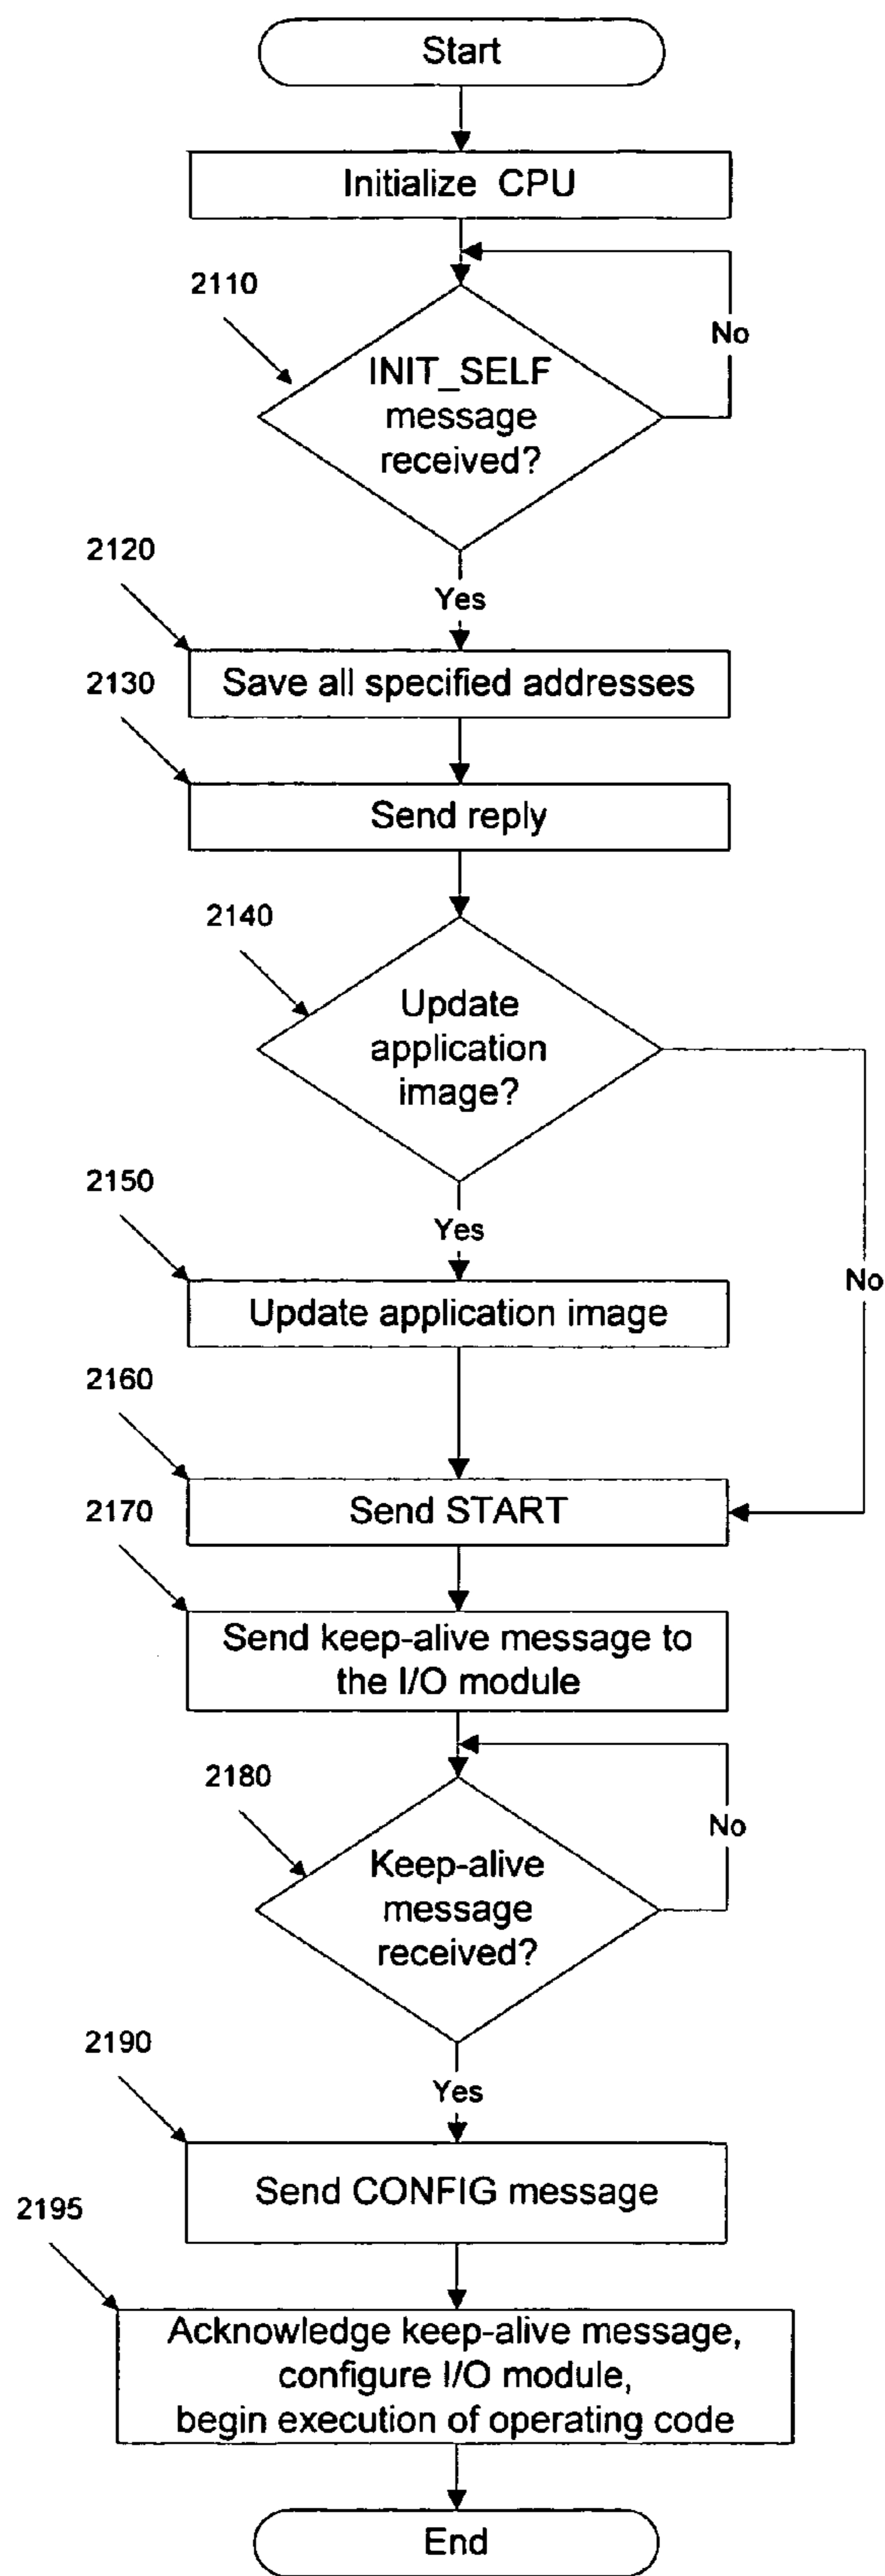 Start
Initialize CPU
2110
No
INIT_SELF
message
received?
2120
Yes
Save all specified addresses
2130
Send reply
2140
Update
application
image?
2150
Yes
No
Update application image
2160
Send START
2170
Send keep-alive message to
the I/O module
2180
No
Keep-alive
message
received?
2190
Yes
Send CONFIG message
2195
Acknowledge keep-alive message,
configure I/O module,
begin execution of operating code
End